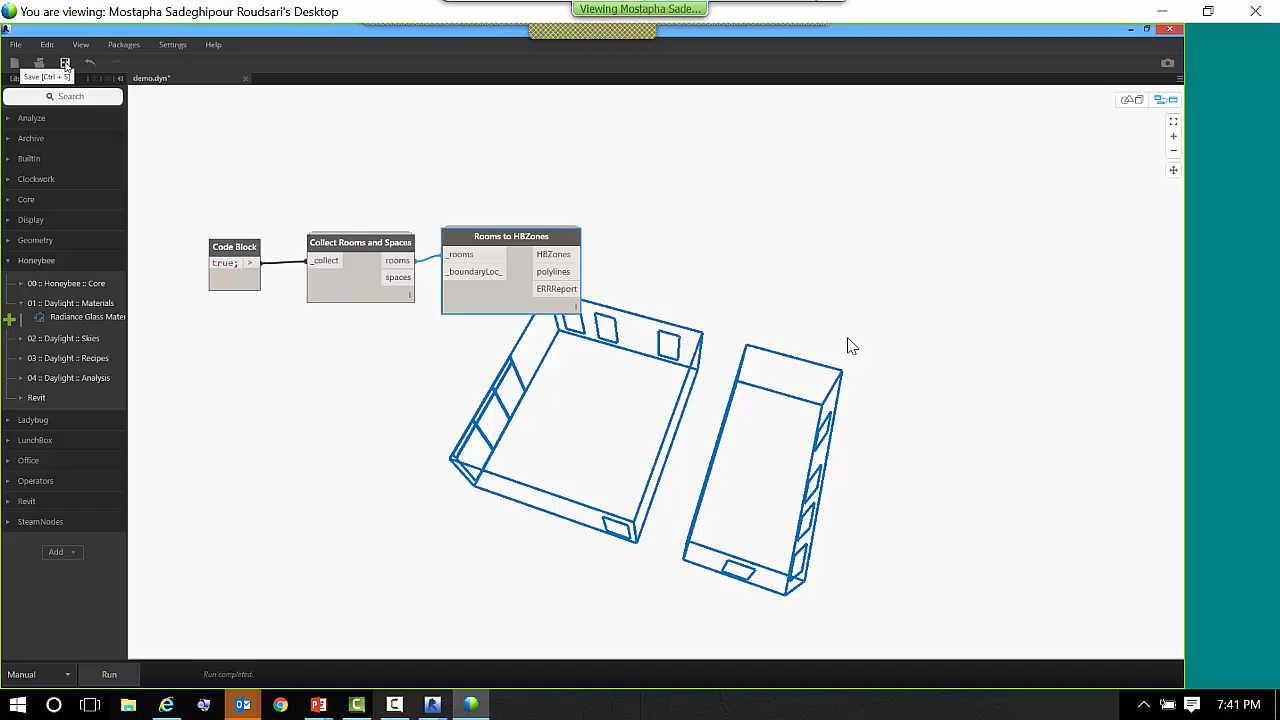 You are viewing: Mostapha Sadeghipour Roudsari's Desktop
Viewing Mostapha Sade...
File Edit View Packages Settings Help
Save [Ctrl + S]
demo.dyn*
Search
Analyze
Archive
BuiltIn
Clockwork
Core
Display
Geometry
Honeybee
00 :: Honeybee :: Core
01 :: Daylight :: Materials
Radiance Glass Mater
02 :: Daylight :: Skies
03 :: Daylight :: Recipes
04 :: Daylight :: Analysis
Revit
Ladybug
LunchBox
Office
Operators
Revit
SteamNodes
Add
Code Block
true; >
Collect Rooms and Spaces
_collect rooms
spaces
Rooms to HBZones
_rooms HBZones
_boundaryLoc_ polylines
ERRReport
Manual Run Run completed.
7:41 PM